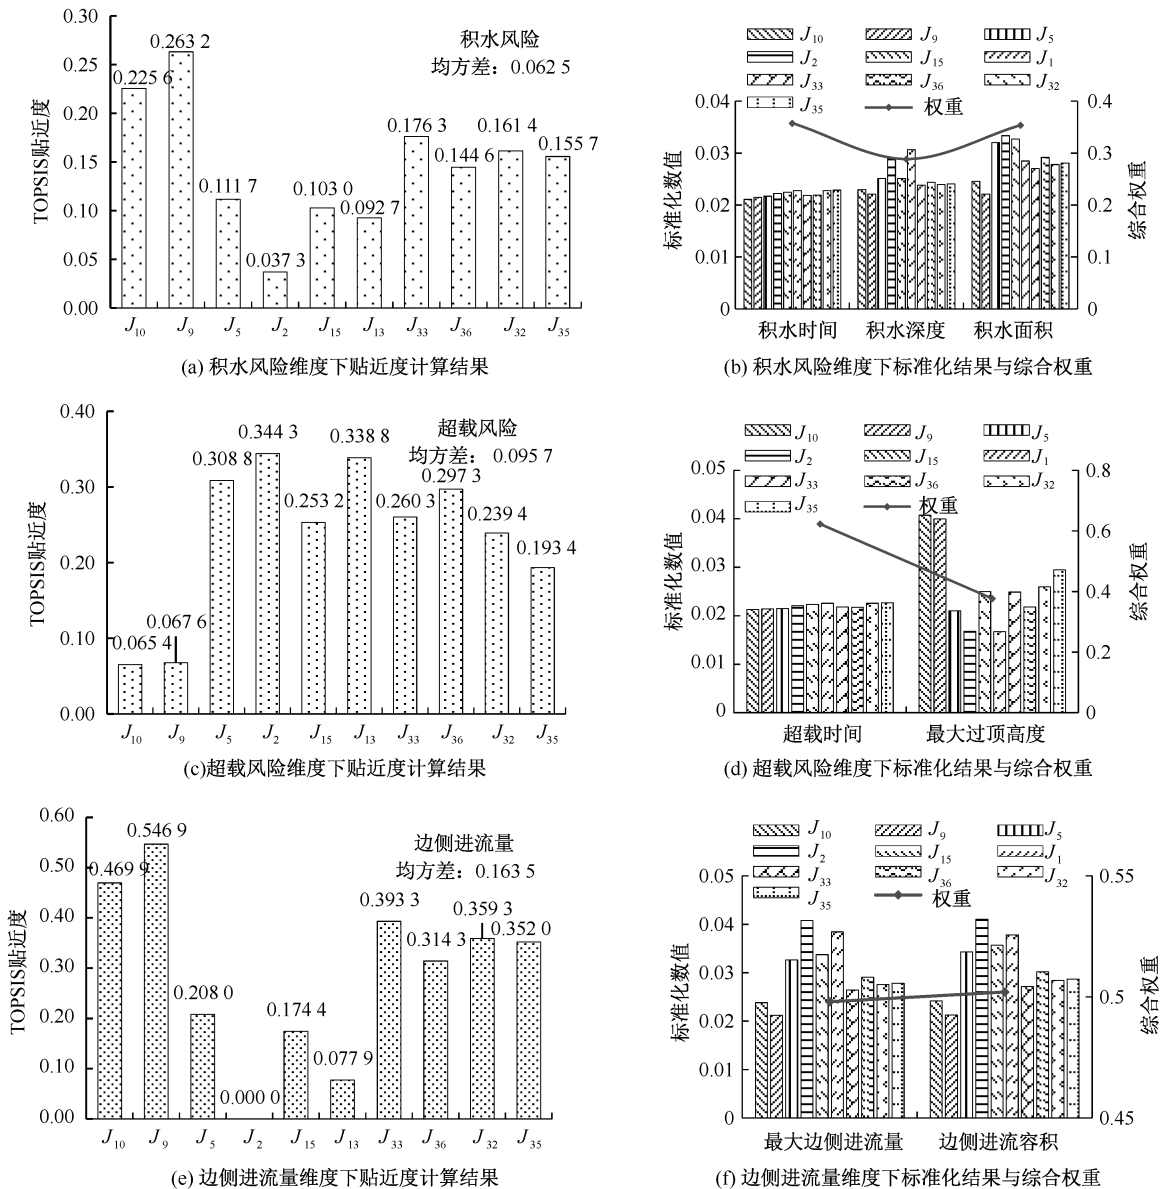 0.30
0.25
0.20
0.15
0.10
0.05
0.00
TOPSIS贴近度
积水风险
均方差：0.062 5
0.225 6
0.263 2
0.111 7
0.037 3
0.103 0
0.092 7
0.176 3
0.144 6
0.161 4
0.155 7
J10 J9 J5 J2 J15 J13 J33 J36 J32 J35
(a) 积水风险维度下贴近度计算结果
J10 J9 J5
J2 J15 J1
J33 J36 J32
J35 权重
0.04
0.03
0.02
0.01
0
标准化数值
0.4
0.3
0.2
0.1
0
综合权重
积水时间 积水深度 积水面积
(b) 积水风险维度下标准化结果与综合权重
0.40
0.30
0.20
0.10
0.00
TOPSIS贴近度
超载风险
均方差：0.095 7
0.065 4
0.067 6
0.308 8
0.344 3
0.253 2
0.338 8
0.260 3
0.297 3
0.239 4
0.193 4
J10 J9 J5 J2 J15 J13 J33 J36 J32 J35
(c)超载风险维度下贴近度计算结果
J10 J9 J5
J2 J15 J1
J33 J36 J32
J35 权重
0.05
0.04
0.03
0.02
0.01
0
标准化数值
0.8
0.6
0.4
0.2
0
综合权重
超载时间 最大过顶高度
(d) 超载风险维度下标准化结果与综合权重
0.60
0.50
0.40
0.30
0.20
0.10
0.00
TOPSIS贴近度
边侧进流量
均方差：0.163 5
0.469 9
0.546 9
0.208 0
0.000 0
0.174 4
0.077 9
0.393 3
0.314 3
0.359 3
0.352 0
J10 J9 J5 J2 J15 J13 J33 J36 J32 J35
(e) 边侧进流量维度下贴近度计算结果
J10 J9 J5
J2 J15 J1
J33 J36 J32
J35 权重
0.05
0.04
0.03
0.02
0.01
0
标准化数值
0.55
0.5
0.45
综合权重
最大边侧进流量 边侧进流容积
(f) 边侧进流量维度下标准化结果与综合权重